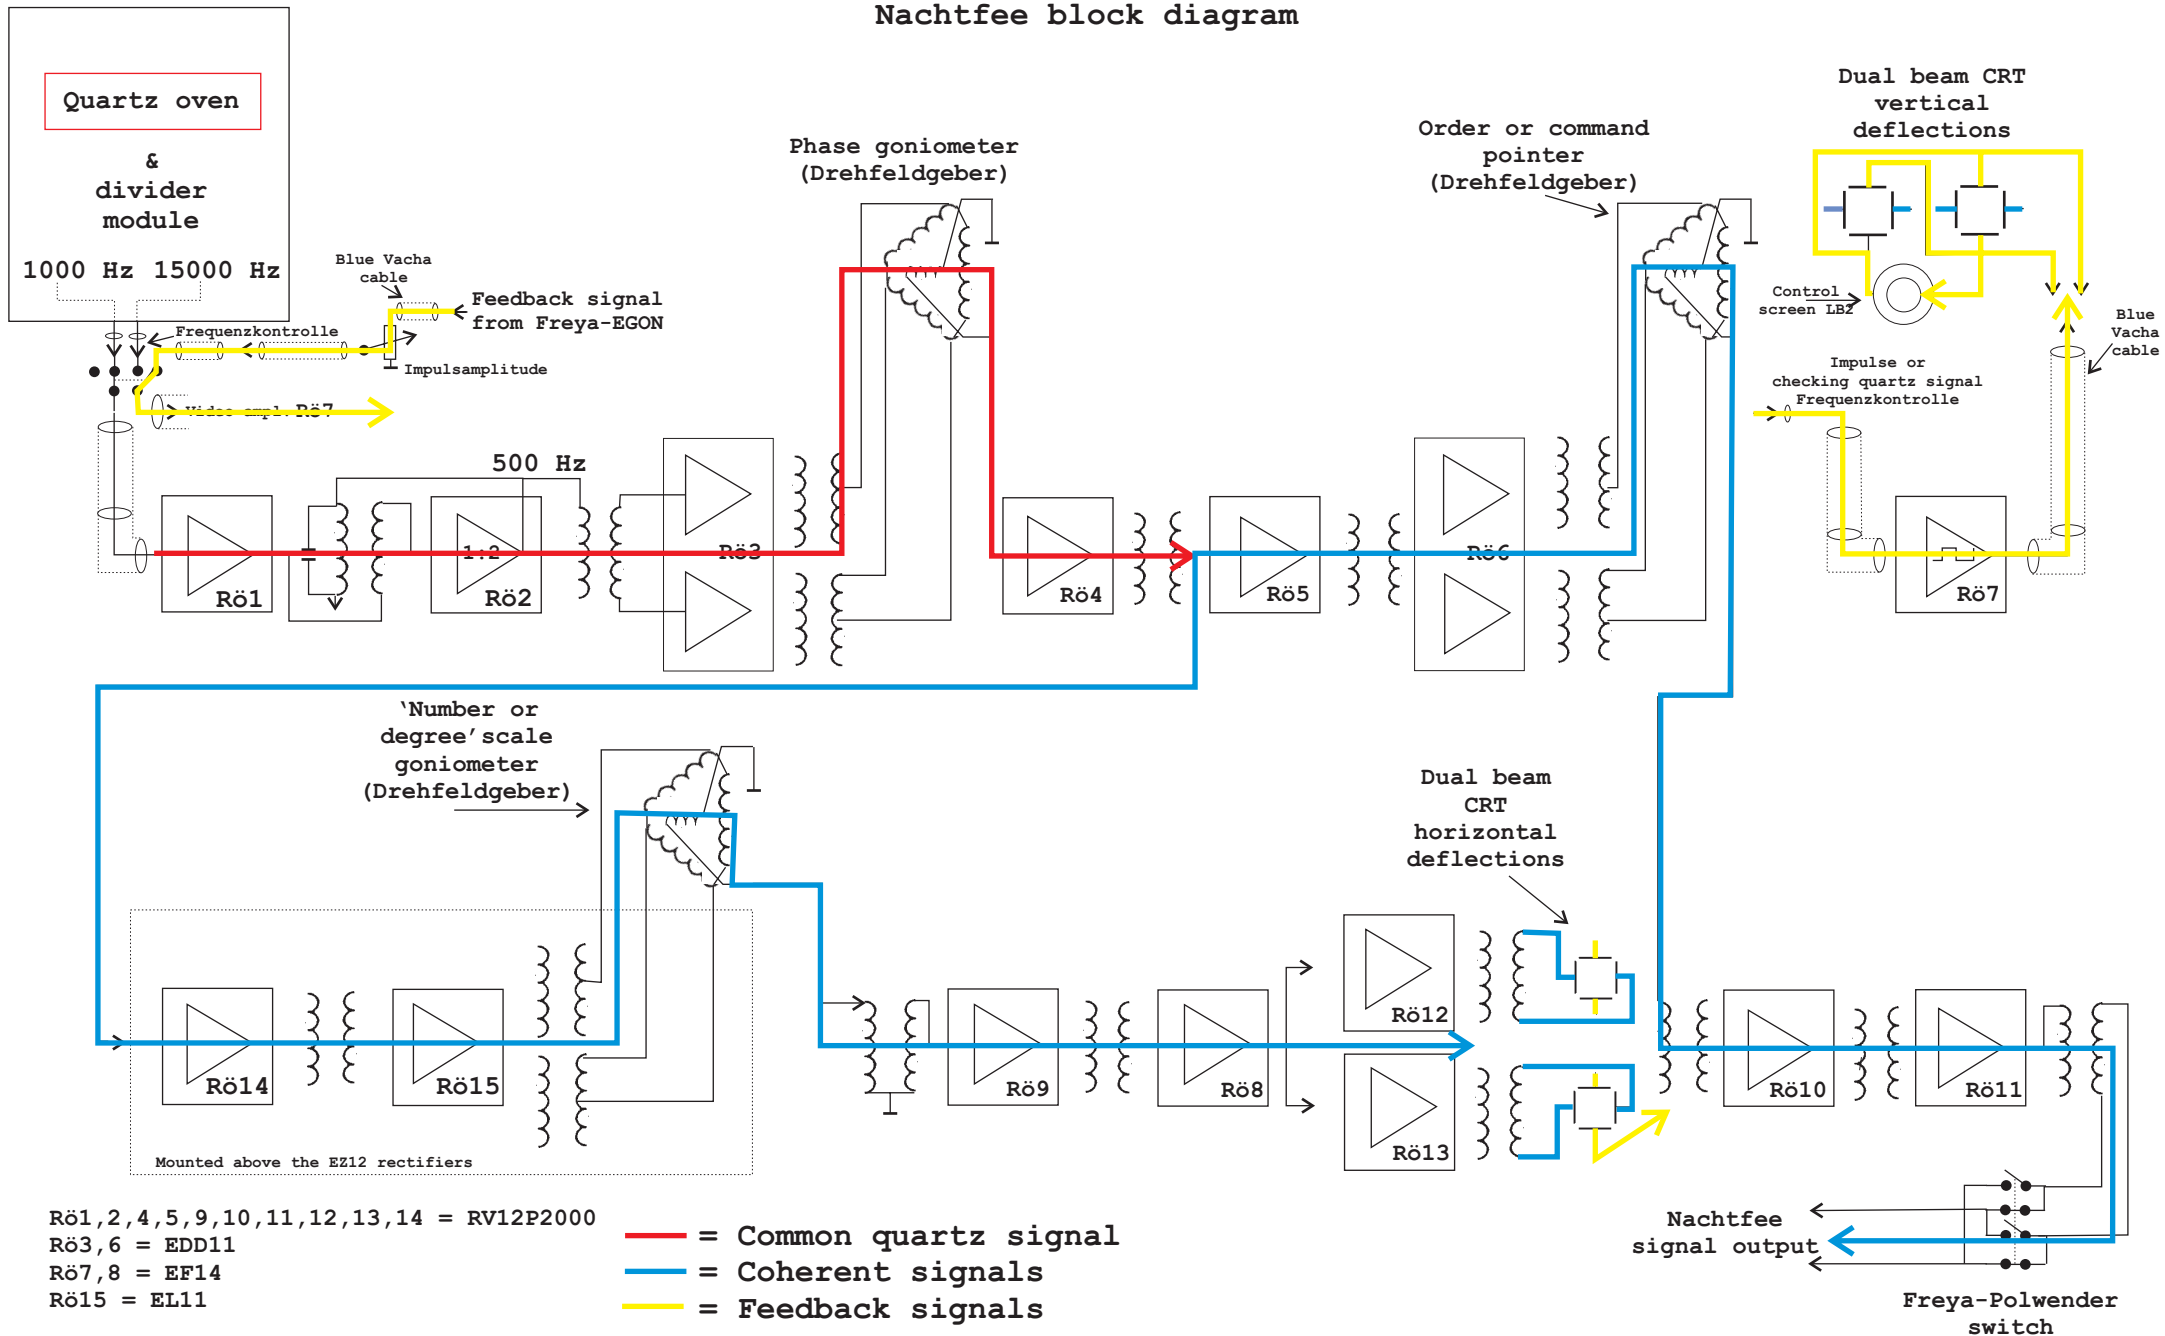 Nachtfee block diagram
Quartz oven
&
divider
module
1000 Hz 15000 Hz
Blue Vacha
cable
Feedback signal
from Freya-EGON
Frequenzkontrolle
Impulsamplitude
Video ampl. Rö7
500 Hz
Phase goniometer
(Drehfeldgeber)
Order or command
pointer
(Drehfeldgeber)
Dual beam CRT
vertical
deflections
Control
screen LB2
Blue
Vacha
cable
Impulse or
checking quartz signal
Frequenzkontrolle
Rö1
1:2
Rö2
Rö3
Rö4
Rö5
Rö6
Rö7
‘Number or
degree’scale
goniometer
(Drehfeldgeber)
Dual beam
CRT
horizontal
deflections
Rö14
Rö15
Rö9
Rö8
Rö12
Rö13
Rö10
Rö11
Mounted above the EZ12 rectifiers
Rö1,2,4,5,9,10,11,12,13,14 = RV12P2000
Rö3,6 = EDD11
Rö7,8 = EF14
Rö15 = EL11
= Common quartz signal
= Coherent signals
= Feedback signals
Nachtfee
signal output
Freya-Polwender
switch